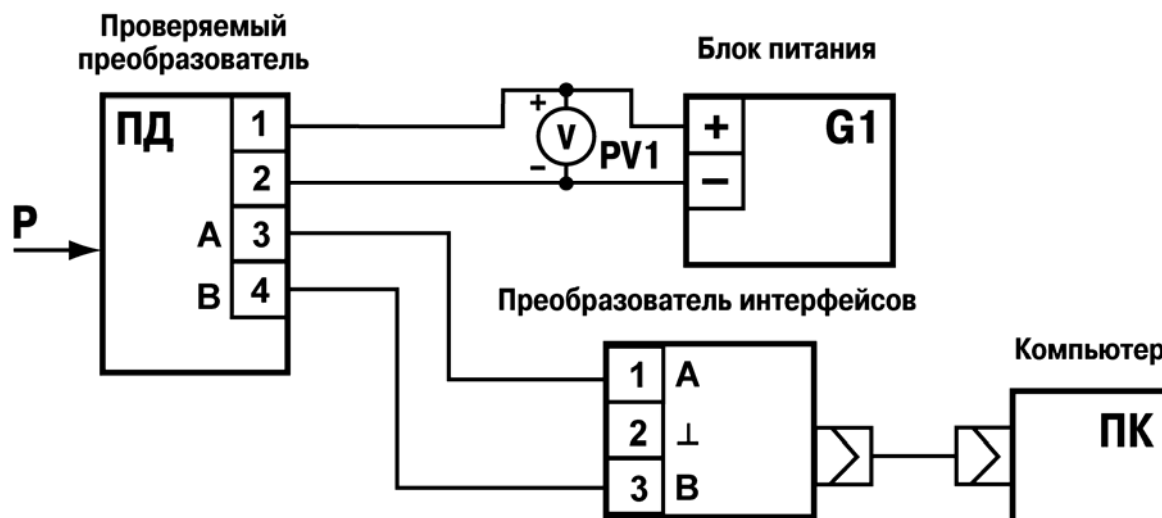 Проверяемый
преобразователь
Блок питания
ПД
1
2
A 3
B 4
P
+
V
PV1
−
+
−
G1
Преобразователь интерфейсов
1 A
2 ⊥
3 B
Компьютер
ПК